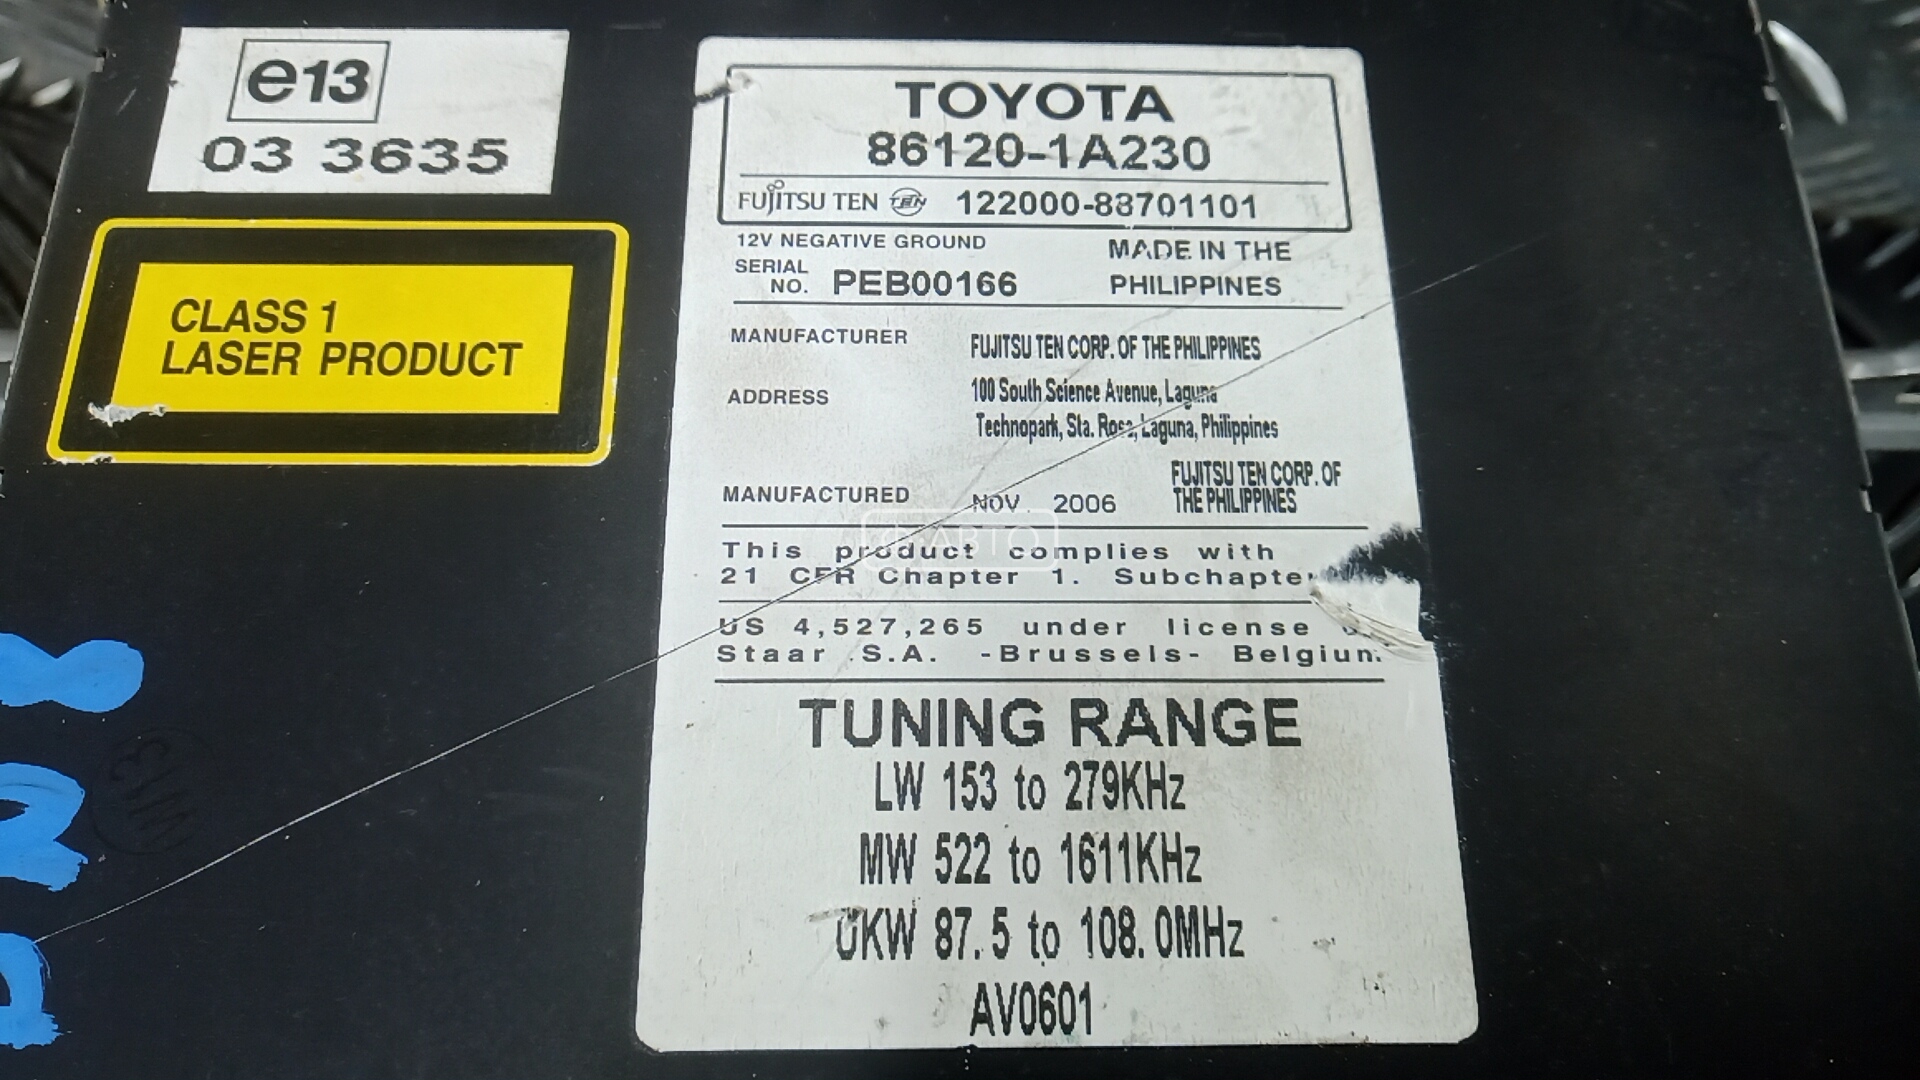 e13
03 3635
CLASS 1
LASER PRODUCT
TOYOTA
86120-1A230
FUJITSU TEN TEN 122000-88701101
12V NEGATIVE GROUND
SERIAL NO. PEB00166
MADE IN THE
PHILIPPINES
MANUFACTURER FUJITSU TEN CORP. OF THE PHILIPPINES
ADDRESS 100 South Science Avenue, Laguna
Technopark, Sta. Rosa, Laguna, Philippines
MANUFACTURED NOV. 2006 FUJITSU TEN CORP. OF
THE PHILIPPINES
This product complies with
21 CFR Chapter 1. Subchapter
US 4,527,265 under license
Staar .S.A. -Brussels- Belgium.
TUNING RANGE
LW 153 to 279KHz
MW 522 to 1611KHz
UKW 87.5 to 108.0MHz
AV0601